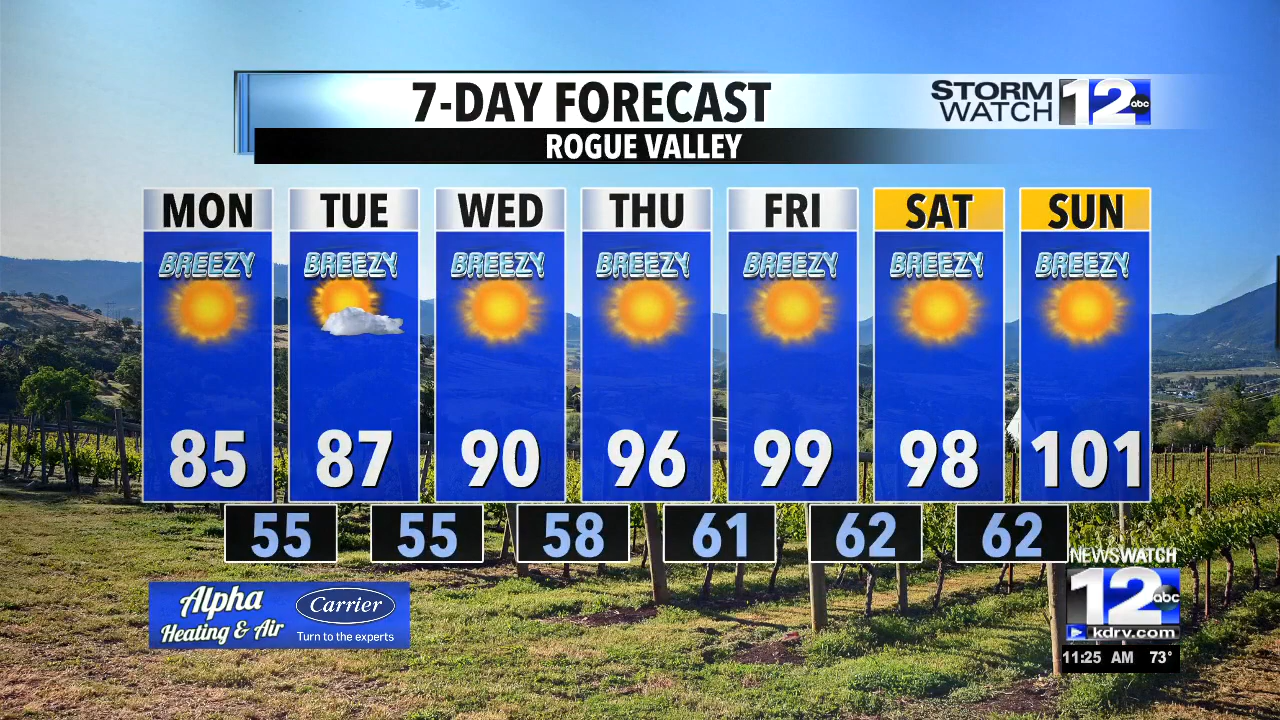 7-DAY FORECAST
STORM
WATCH 12 abc
ROGUE VALLEY
MON TUE WED THU FRI SAT SUN
BREEZY BREEZY BREEZY BREEZY BREEZY BREEZY BREEZY
85 87 90 96 99 98 101
55 55 58 61 62 62
NEWSWATCH
12 abc
kdrv.com
11:25 AM 73°
Alpha
Heating & Air
Carrier
Turn to the experts